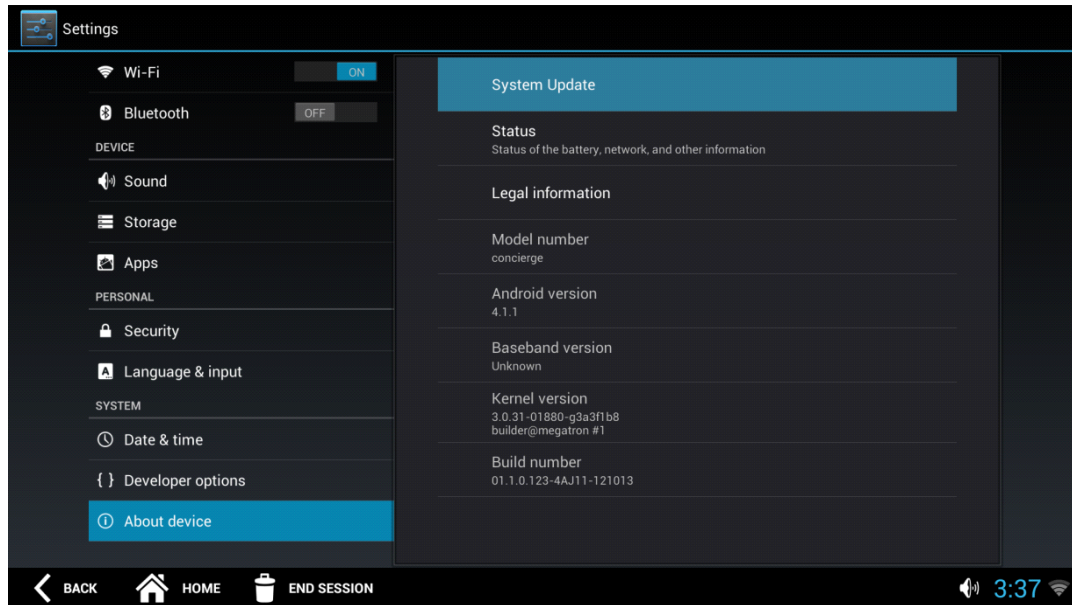 Settings
Wi-Fi ON
Bluetooth OFF
DEVICE
Sound
Storage
Apps
PERSONAL
Security
A Language & input
SYSTEM
Date & time
{ } Developer options
About device
System Update
Status
Status of the battery, network, and other information
Legal information
Model number
concierge
Android version
4.1.1
Baseband version
Unknown
Kernel version
3.0.31-01880-g3a3f1b8
builder@megatron #1
Build number
01.1.0.123-4AJ11-121013
BACK HOME END SESSION 3:37